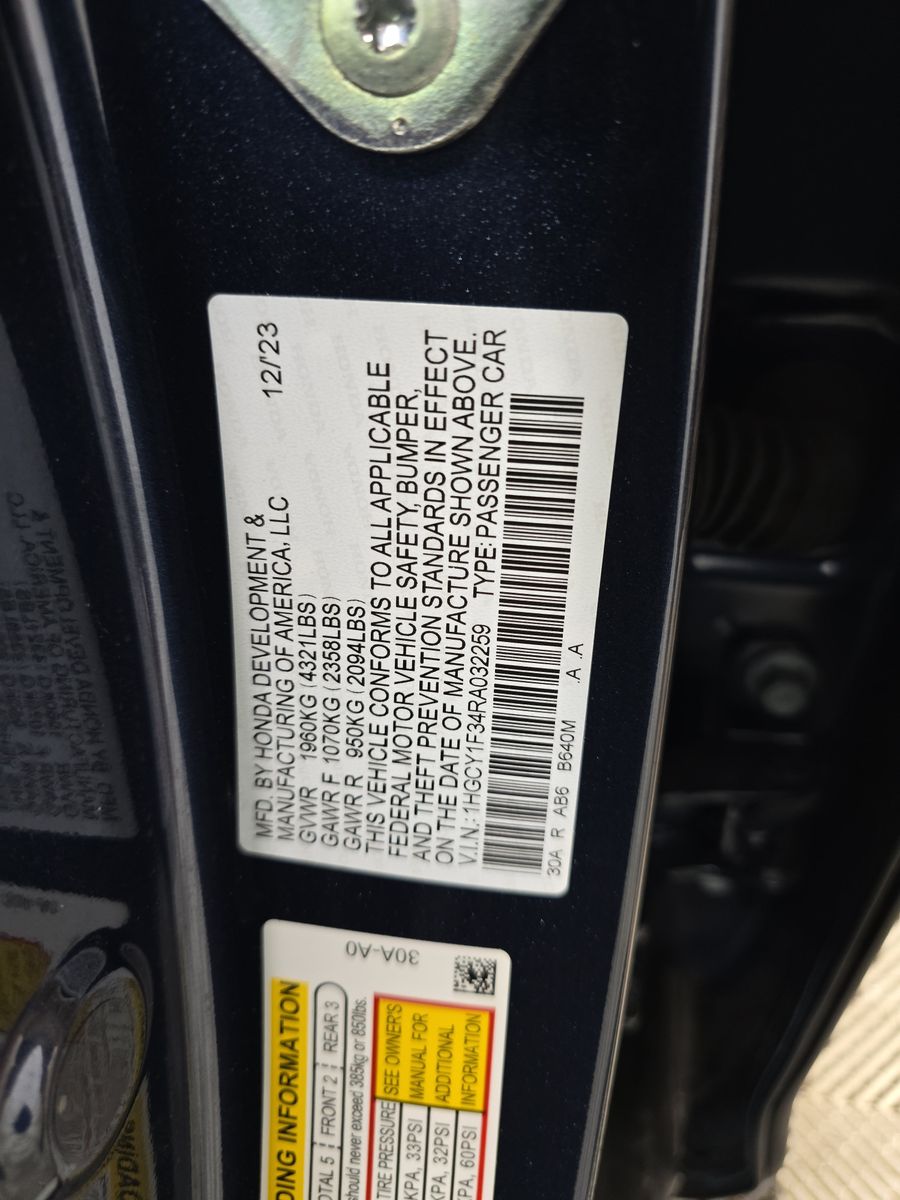 MFD. BY HONDA DEVELOPMENT &
MANUFACTURING OF AMERICA, LLC 12/'23
GVWR 1960KG (4321LBS)
GAWR F 1070KG (2358LBS)
GAWR R 950KG (2094LBS)
THIS VEHICLE CONFORMS TO ALL APPLICABLE
FEDERAL MOTOR VEHICLE SAFETY, BUMPER,
AND THEFT PREVENTION STANDARDS IN EFFECT
ON THE DATE OF MANUFACTURE SHOWN ABOVE.
V.I.N.: 1HGCY1F34RA032259 TYPE: PASSENGER CAR
30A R AB6 B640M .A .A
30A-A0
INFORMATION
5 FRONT 2 REAR 3
should never exceed 385kg or 850lbs.
TIRE PRESSURE SEE OWNER'S
KPA, 33PSI MANUAL FOR
KPA, 32PSI ADDITIONAL
KPA, 60PSI INFORMATION